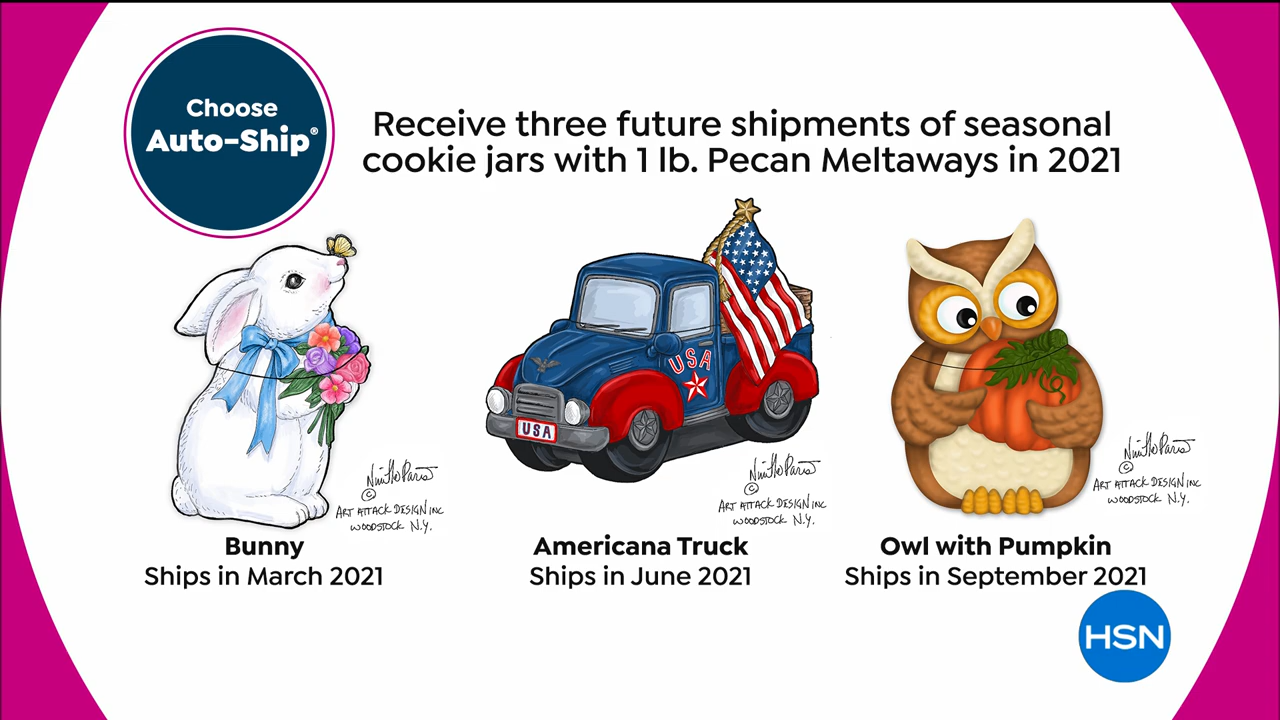 Choose
Auto-Ship®
Receive three future shipments of seasonal
cookie jars with 1 lb. Pecan Meltaways in 2021
USA
USA
©
ART ATTACK DESIGN INC
WOODSTOCK N.Y.
©
ART ATTACK DESIGN INC
WOODSTOCK N.Y.
©
ART ATTACK DESIGN INC
WOODSTOCK N.Y.
Bunny
Ships in March 2021
Americana Truck
Ships in June 2021
Owl with Pumpkin
Ships in September 2021
HSN